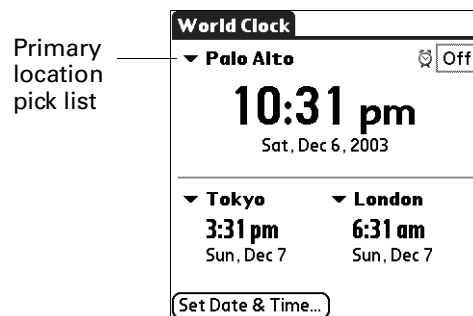 World Clock
Primary
location
pick list
Palo Alto
Off
10:31 pm
Sat, Dec 6, 2003
Tokyo
London
3:31 pm
6:31 am
Sun, Dec 7
Sun, Dec 7
Set Date & Time...